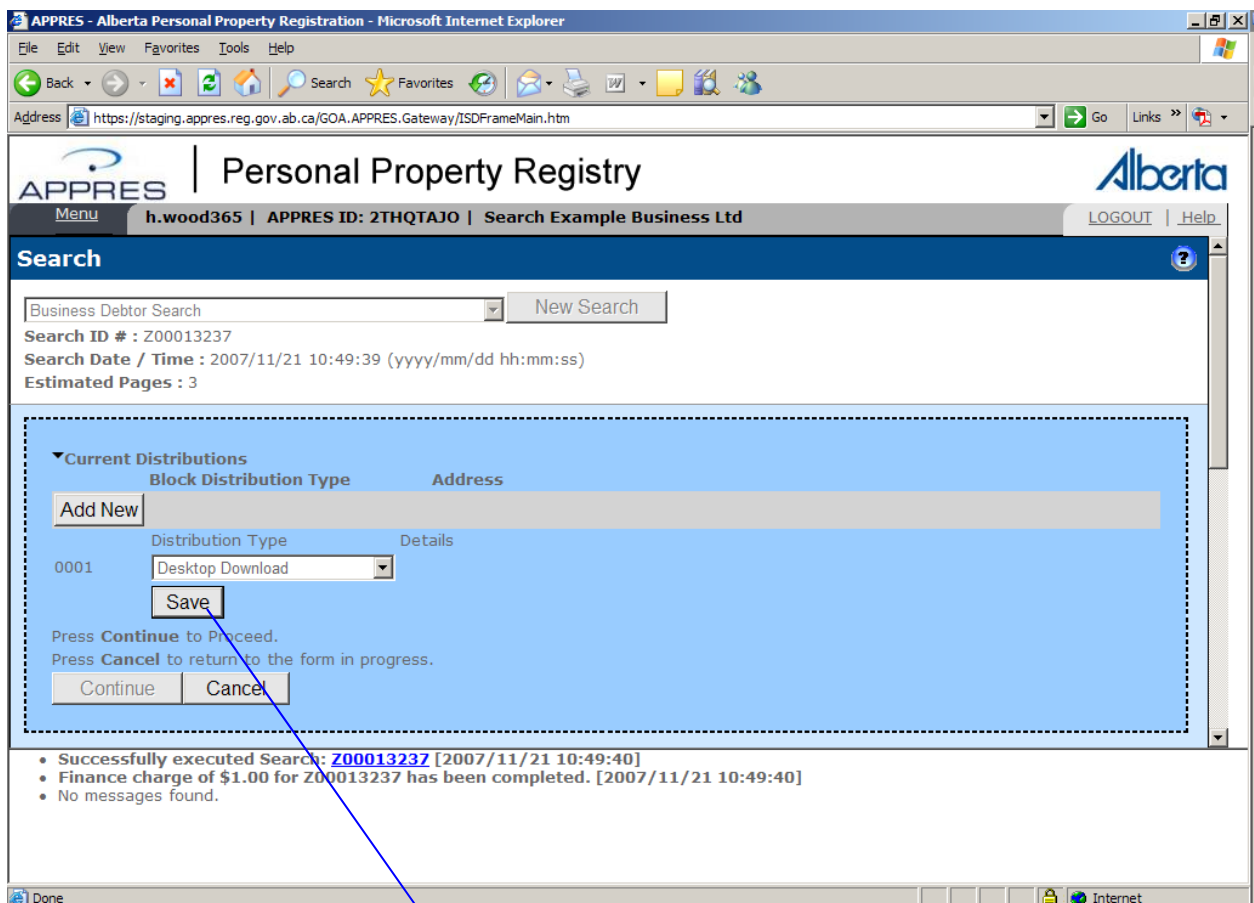 APPRES - Alberta Personal Property Registration - Microsoft Internet Explorer
File Edit View Favorites Tools Help
Back Search Favorites
Address https://staging.appres.reg.gov.ab.ca/GOA.APPRES.Gateway/ISDFrameMain.htm Go Links »
APPRES Personal Property Registry Alberta
Menu h.wood365 | APPRES ID: 2THQTAJO | Search Example Business Ltd LOGOUT | Help
Search ?
Business Debtor Search New Search
Search ID # : Z00013237
Search Date / Time : 2007/11/21 10:49:39 (yyyy/mm/dd hh:mm:ss)
Estimated Pages : 3
Current Distributions
Block Distribution Type Address
Add New
Distribution Type Details
0001 Desktop Download
Save
Press Continue to Proceed.
Press Cancel to return to the form in progress.
Continue Cancel
• Successfully executed Search: Z00013237 [2007/11/21 10:49:40]
• Finance charge of $1.00 for Z00013237 has been completed. [2007/11/21 10:49:40]
• No messages found.
Done Internet